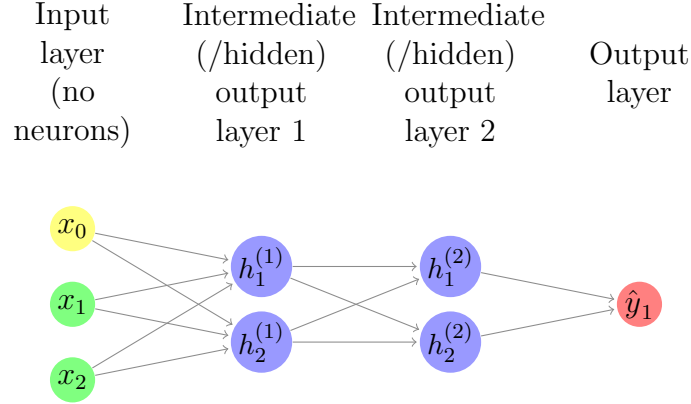 Input
layer
(no
neurons)
Intermediate
(/hidden)
output
layer 1
Intermediate
(/hidden)
output
layer 2
Output
layer
x₀
x₁
x₂
h₁⁽¹⁾
h₂⁽¹⁾
h₁⁽²⁾
h₂⁽²⁾
ŷ₁